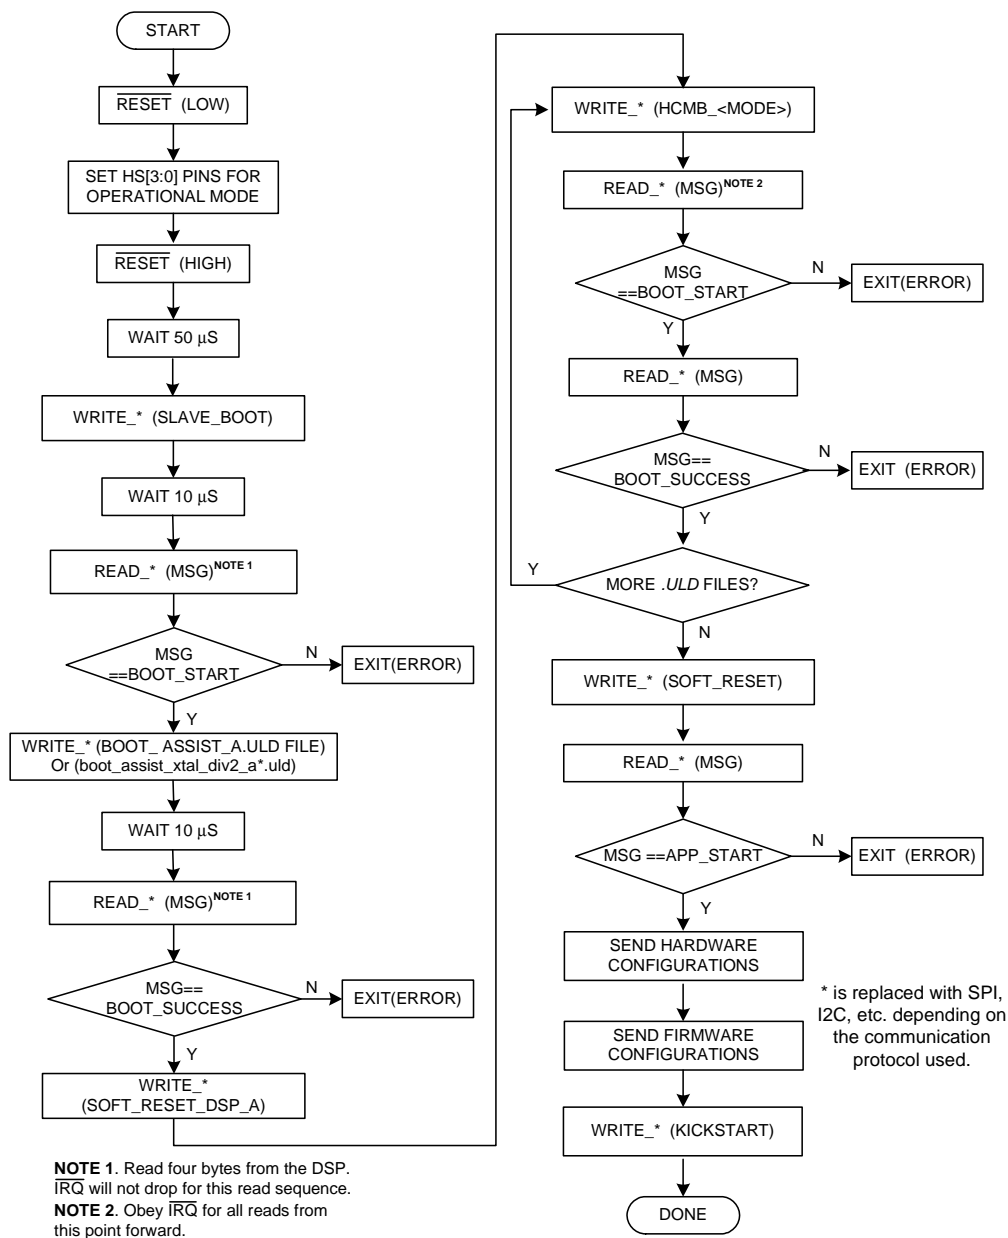 START
RESET (LOW)
SET HS[3:0] PINS FOR
OPERATIONAL MODE
RESET (HIGH)
WAIT 50 μS
WRITE_* (SLAVE_BOOT)
WAIT 10 μS
READ_* (MSG)NOTE 1
MSG
==BOOT_START
N
EXIT(ERROR)
Y
WRITE_* (BOOT_ ASSIST_A.ULD FILE)
Or (boot_assist_xtal_div2_a*.uld)
WAIT 10 μS
READ_* (MSG)NOTE 1
MSG==
BOOT_SUCCESS
N
EXIT(ERROR)
Y
WRITE_*
(SOFT_RESET_DSP_A)
NOTE 1. Read four bytes from the DSP.
IRQ will not drop for this read sequence.
NOTE 2. Obey IRQ for all reads from
this point forward.
WRITE_* (HCMB_<MODE>)
READ_* (MSG)NOTE 2
MSG
==BOOT_START
N
EXIT(ERROR)
Y
READ_* (MSG)
MSG==
BOOT_SUCCESS
N
EXIT (ERROR)
Y
MORE .ULD FILES?
Y
N
WRITE_* (SOFT_RESET)
READ_* (MSG)
MSG ==APP_START
N
EXIT (ERROR)
Y
SEND HARDWARE
CONFIGURATIONS
SEND FIRMWARE
CONFIGURATIONS
WRITE_* (KICKSTART)
DONE
* is replaced with SPI,
I2C, etc. depending on
the communication
protocol used.